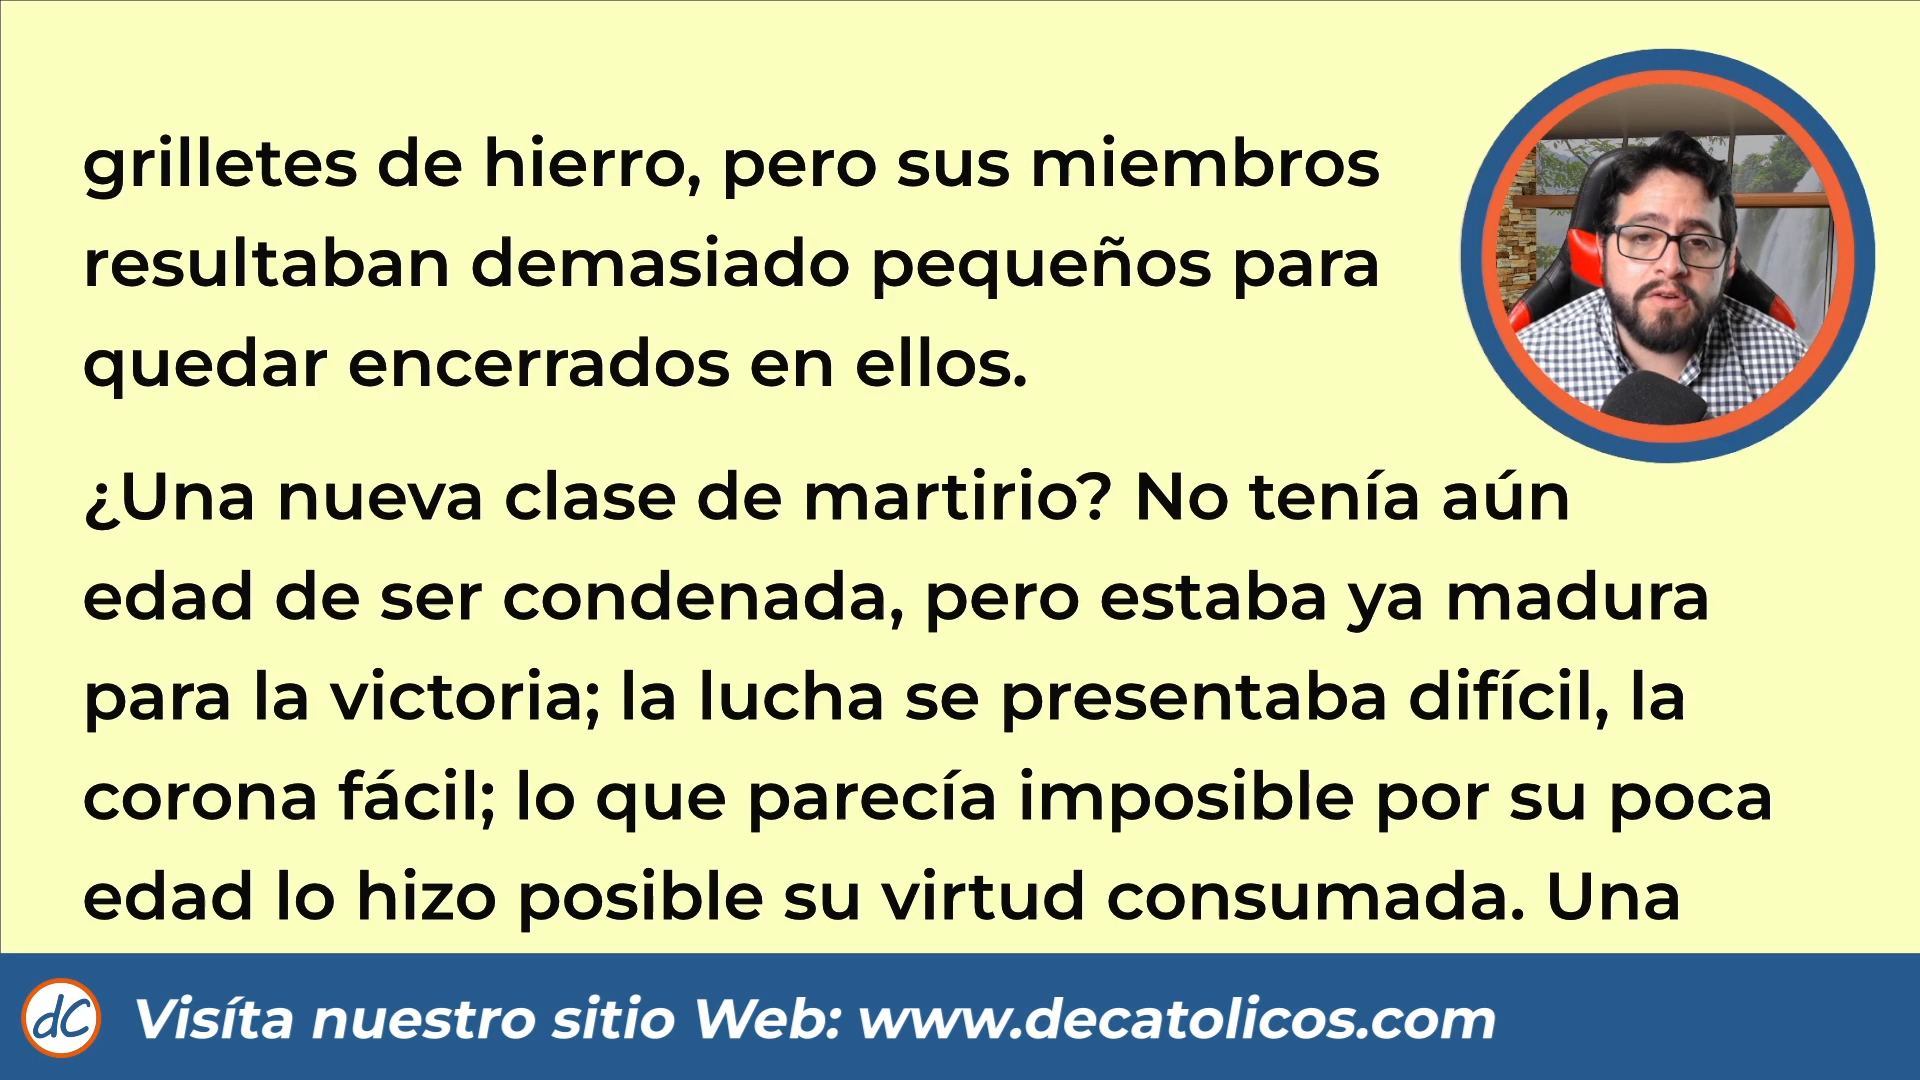 grilletes de hierro, pero sus miembros
resultaban demasiado pequeños para
quedar encerrados en ellos.
¿Una nueva clase de martirio? No tenía aún
edad de ser condenada, pero estaba ya madura
para la victoria; la lucha se presentaba difícil, la
corona fácil; lo que parecía imposible por su poca
edad lo hizo posible su virtud consumada. Una
dC Visíta nuestro sitio Web: www.decatolicos.com